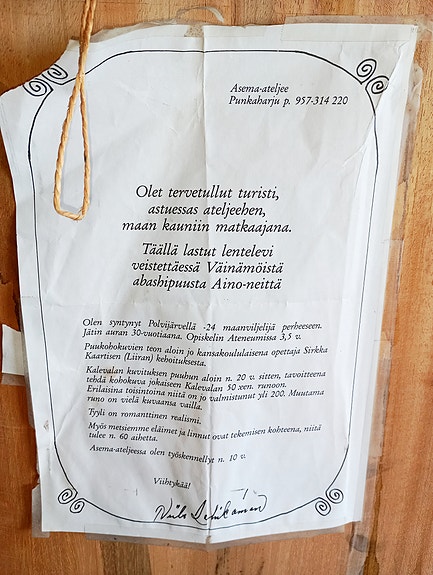 Asema-ateljee
Punkaharju p. 957-314 220
Olet tervetullut turisti,
astuessas ateljeehen,
maan kauniin matkaajana.
Täällä lastut lentelevi
veistettäessä Väinämöistä
abashipuusta Aino-neittä
Olen syntynyt Polvijärvellä -24 maanviljelijä perheeseen.
Jätin auran 30-vuotiaana. Opiskelin Ateneumissa 3,5 v.
Puukohokuvien teon aloin jo kansakoululaisena opettaja Sirkka
Kaartisen (Liiran) kehoituksesta.
Kalevalan kuvituksen puuhun aloin n. 20 v. sitten, tavoitteena
tehdä kohokuva jokaiseen Kalevalan 50 xeen. runoon.
Erilaisina toisintoina niitä on jo valmistunut yli 200. Muutama
runo on vielä kuvaansa vailla.
Tyyli on romanttinen realismi.
Myös metsiemme eläimet ja linnut ovat tekemisen kohteena, niitä
tulee n. 60 aihetta.
Asema-ateljeessa olen työskennellyt n. 10 v.
Viihtykää!